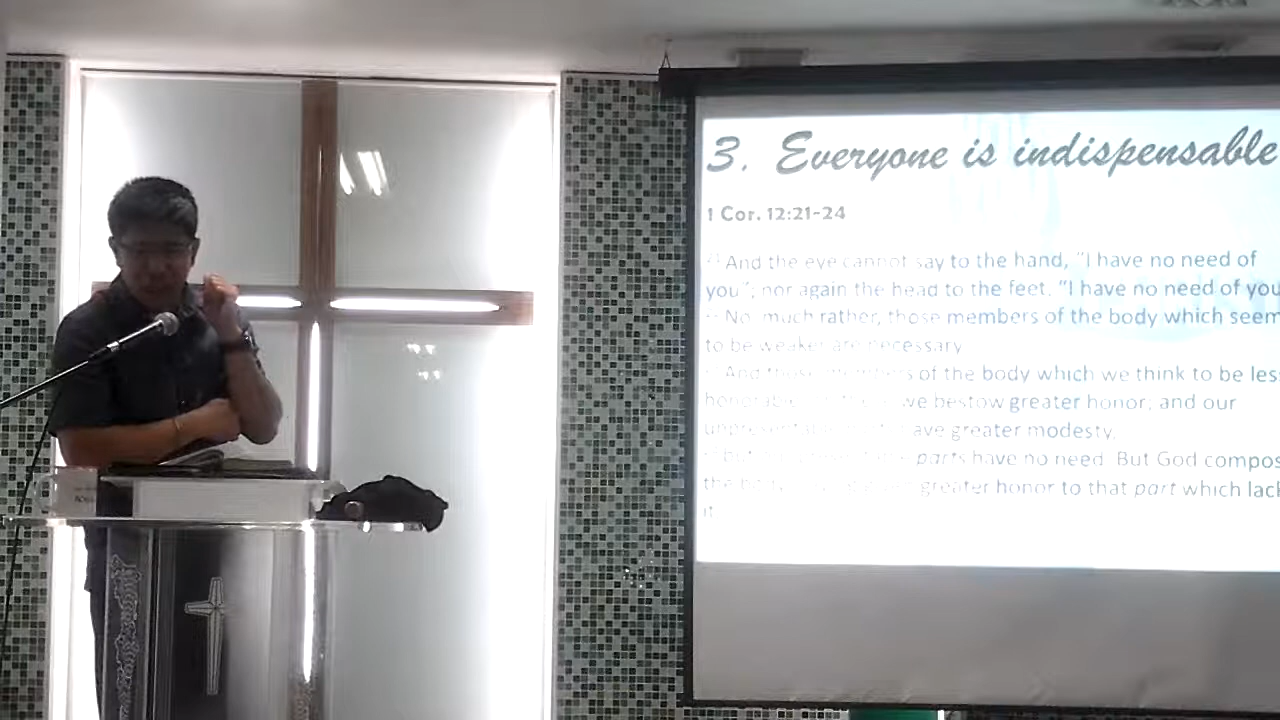 3. Everyone is indispensable
1 Cor. 12:21-24
And the eye cannot say to the hand, "I have no need of
you"; nor again the head to the feet, "I have no need of you
No, much rather, those members of the body which seem
to be weaker are necessary
And those members of the body which we think to be les
we bestow greater honor; and our
ave greater modesty.
parts have no need. But God compos
greater honor to that part which lack
it